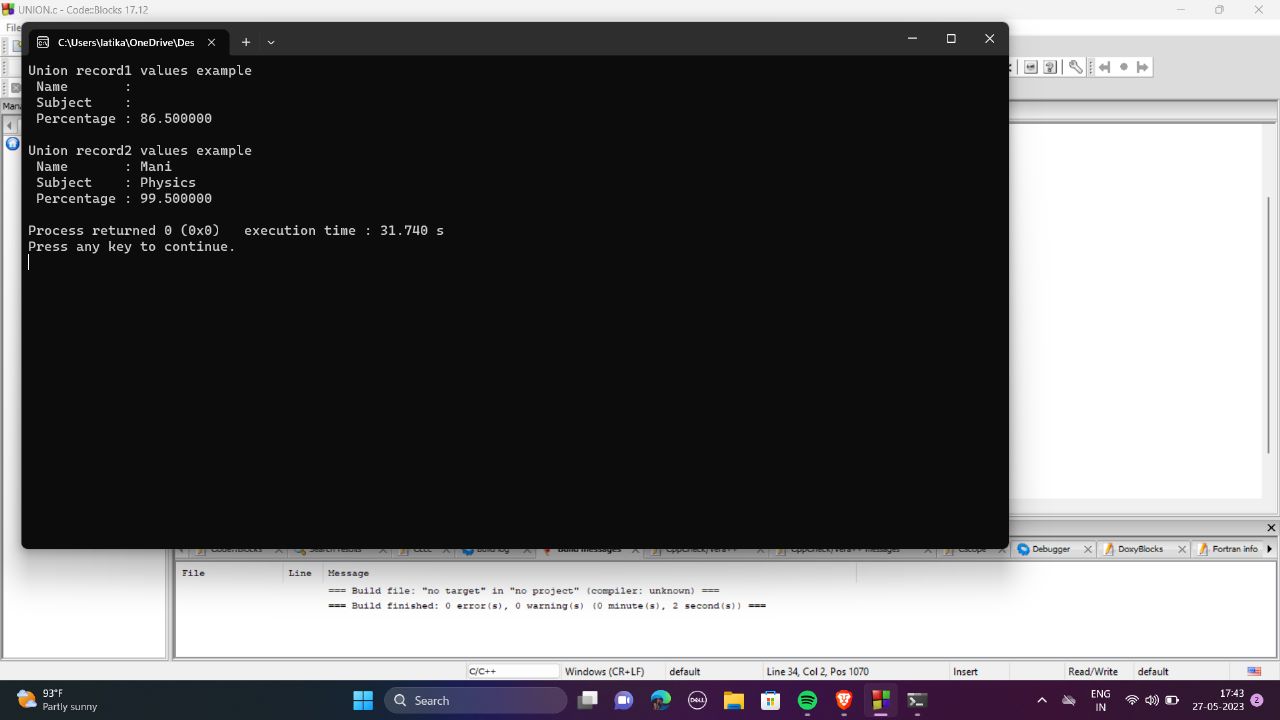 UNION.c - Code::Blocks 17.12
File
C:\Users\latika\OneDrive\Des
Union record1 values example
Name :
Subject :
Percentage : 86.500000
Union record2 values example
Name : Mani
Subject : Physics
Percentage : 99.500000
Process returned 0 (0x0) execution time : 31.740 s
Press any key to continue.
Mana
Code::Blocks Search results Cccc Build log Build messages CppCheck/Vera++ CppCheck/Vera++ messages Cscope Debugger DoxyBlocks Fortran info
File Line Message
=== Build file: "no target" in "no project" (compiler: unknown) ===
=== Build finished: 0 error(s), 0 warning(s) (0 minute(s), 2 second(s)) ===
C/C++ Windows (CR+LF) default Line 34, Col 2, Pos 1070 Insert Read/Write default
93°F
Partly sunny
Search
DELL
ENG
IN
17:43
27-05-2023
2